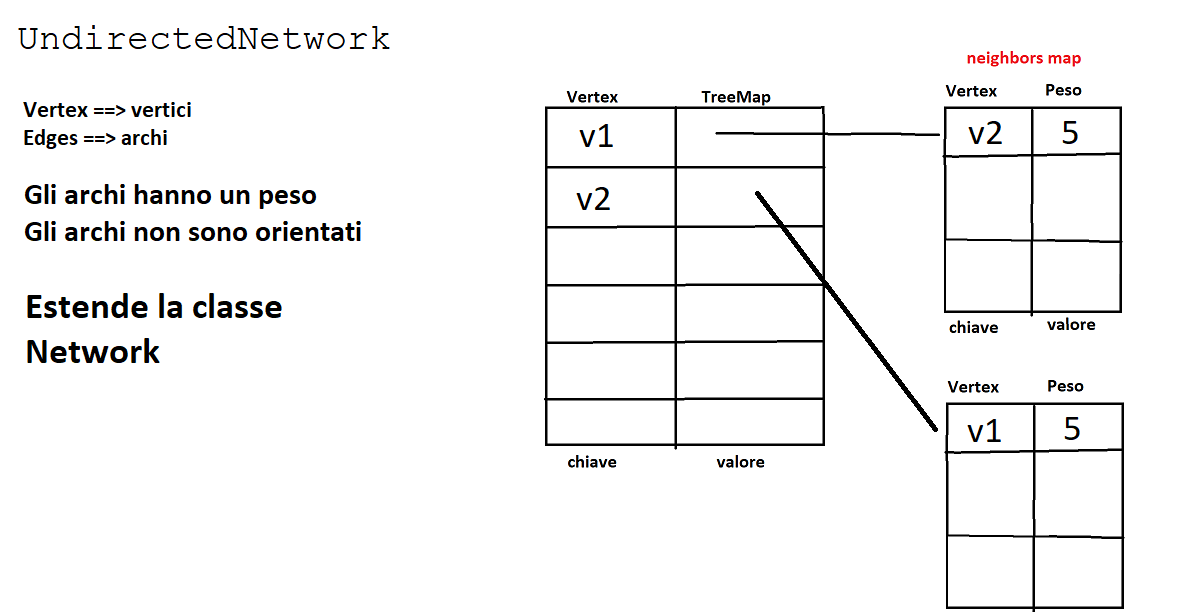 UndirectedNetwork
Vertex ==> vertici
Edges ==> archi
Gli archi hanno un peso
Gli archi non sono orientati
Estende la classe
Network
Vertex TreeMap
v1
v2
chiave valore
neighbors map
Vertex Peso
v2 5
chiave valore
Vertex Peso
v1 5